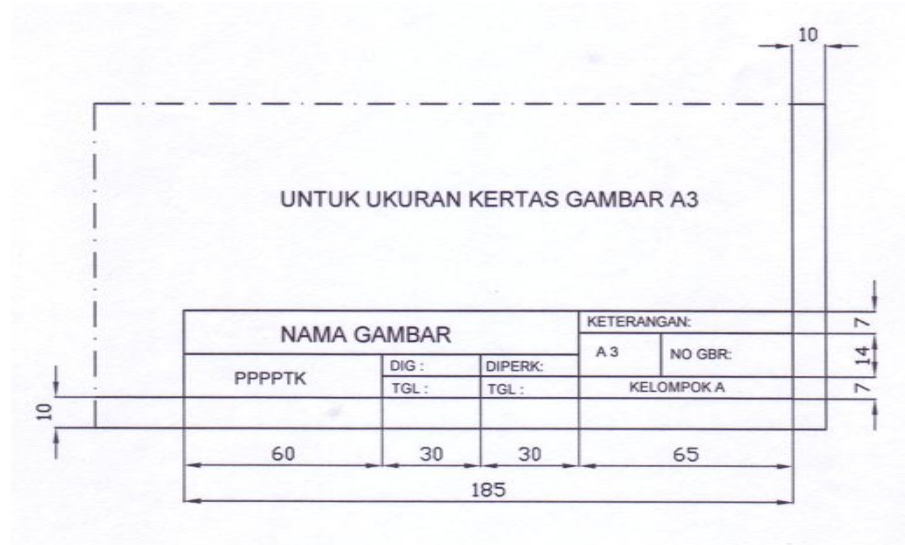 10
UNTUK UKURAN KERTAS GAMBAR A3
NAMA GAMBAR
KETERANGAN:
7
A 3
NO GBR:
14
PPPPTK
DIG :
DIPERK:
TGL :
TGL :
KELOMPOK A
7
10
60
30
30
65
185